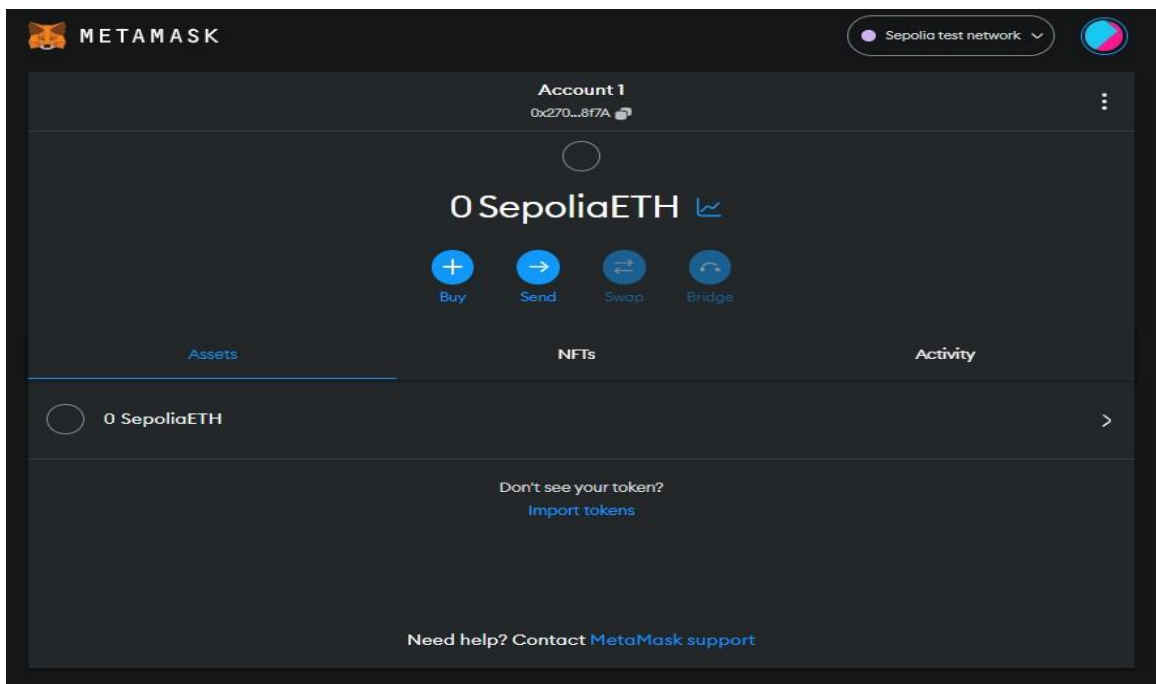 METAMASK
Sepolia test network
Account 1
0x270...8f7A
0 SepoliaETH
Buy Send Swap Bridge
Assets NFTs Activity
0 SepoliaETH
Don't see your token?
Import tokens
Need help? Contact MetaMask support